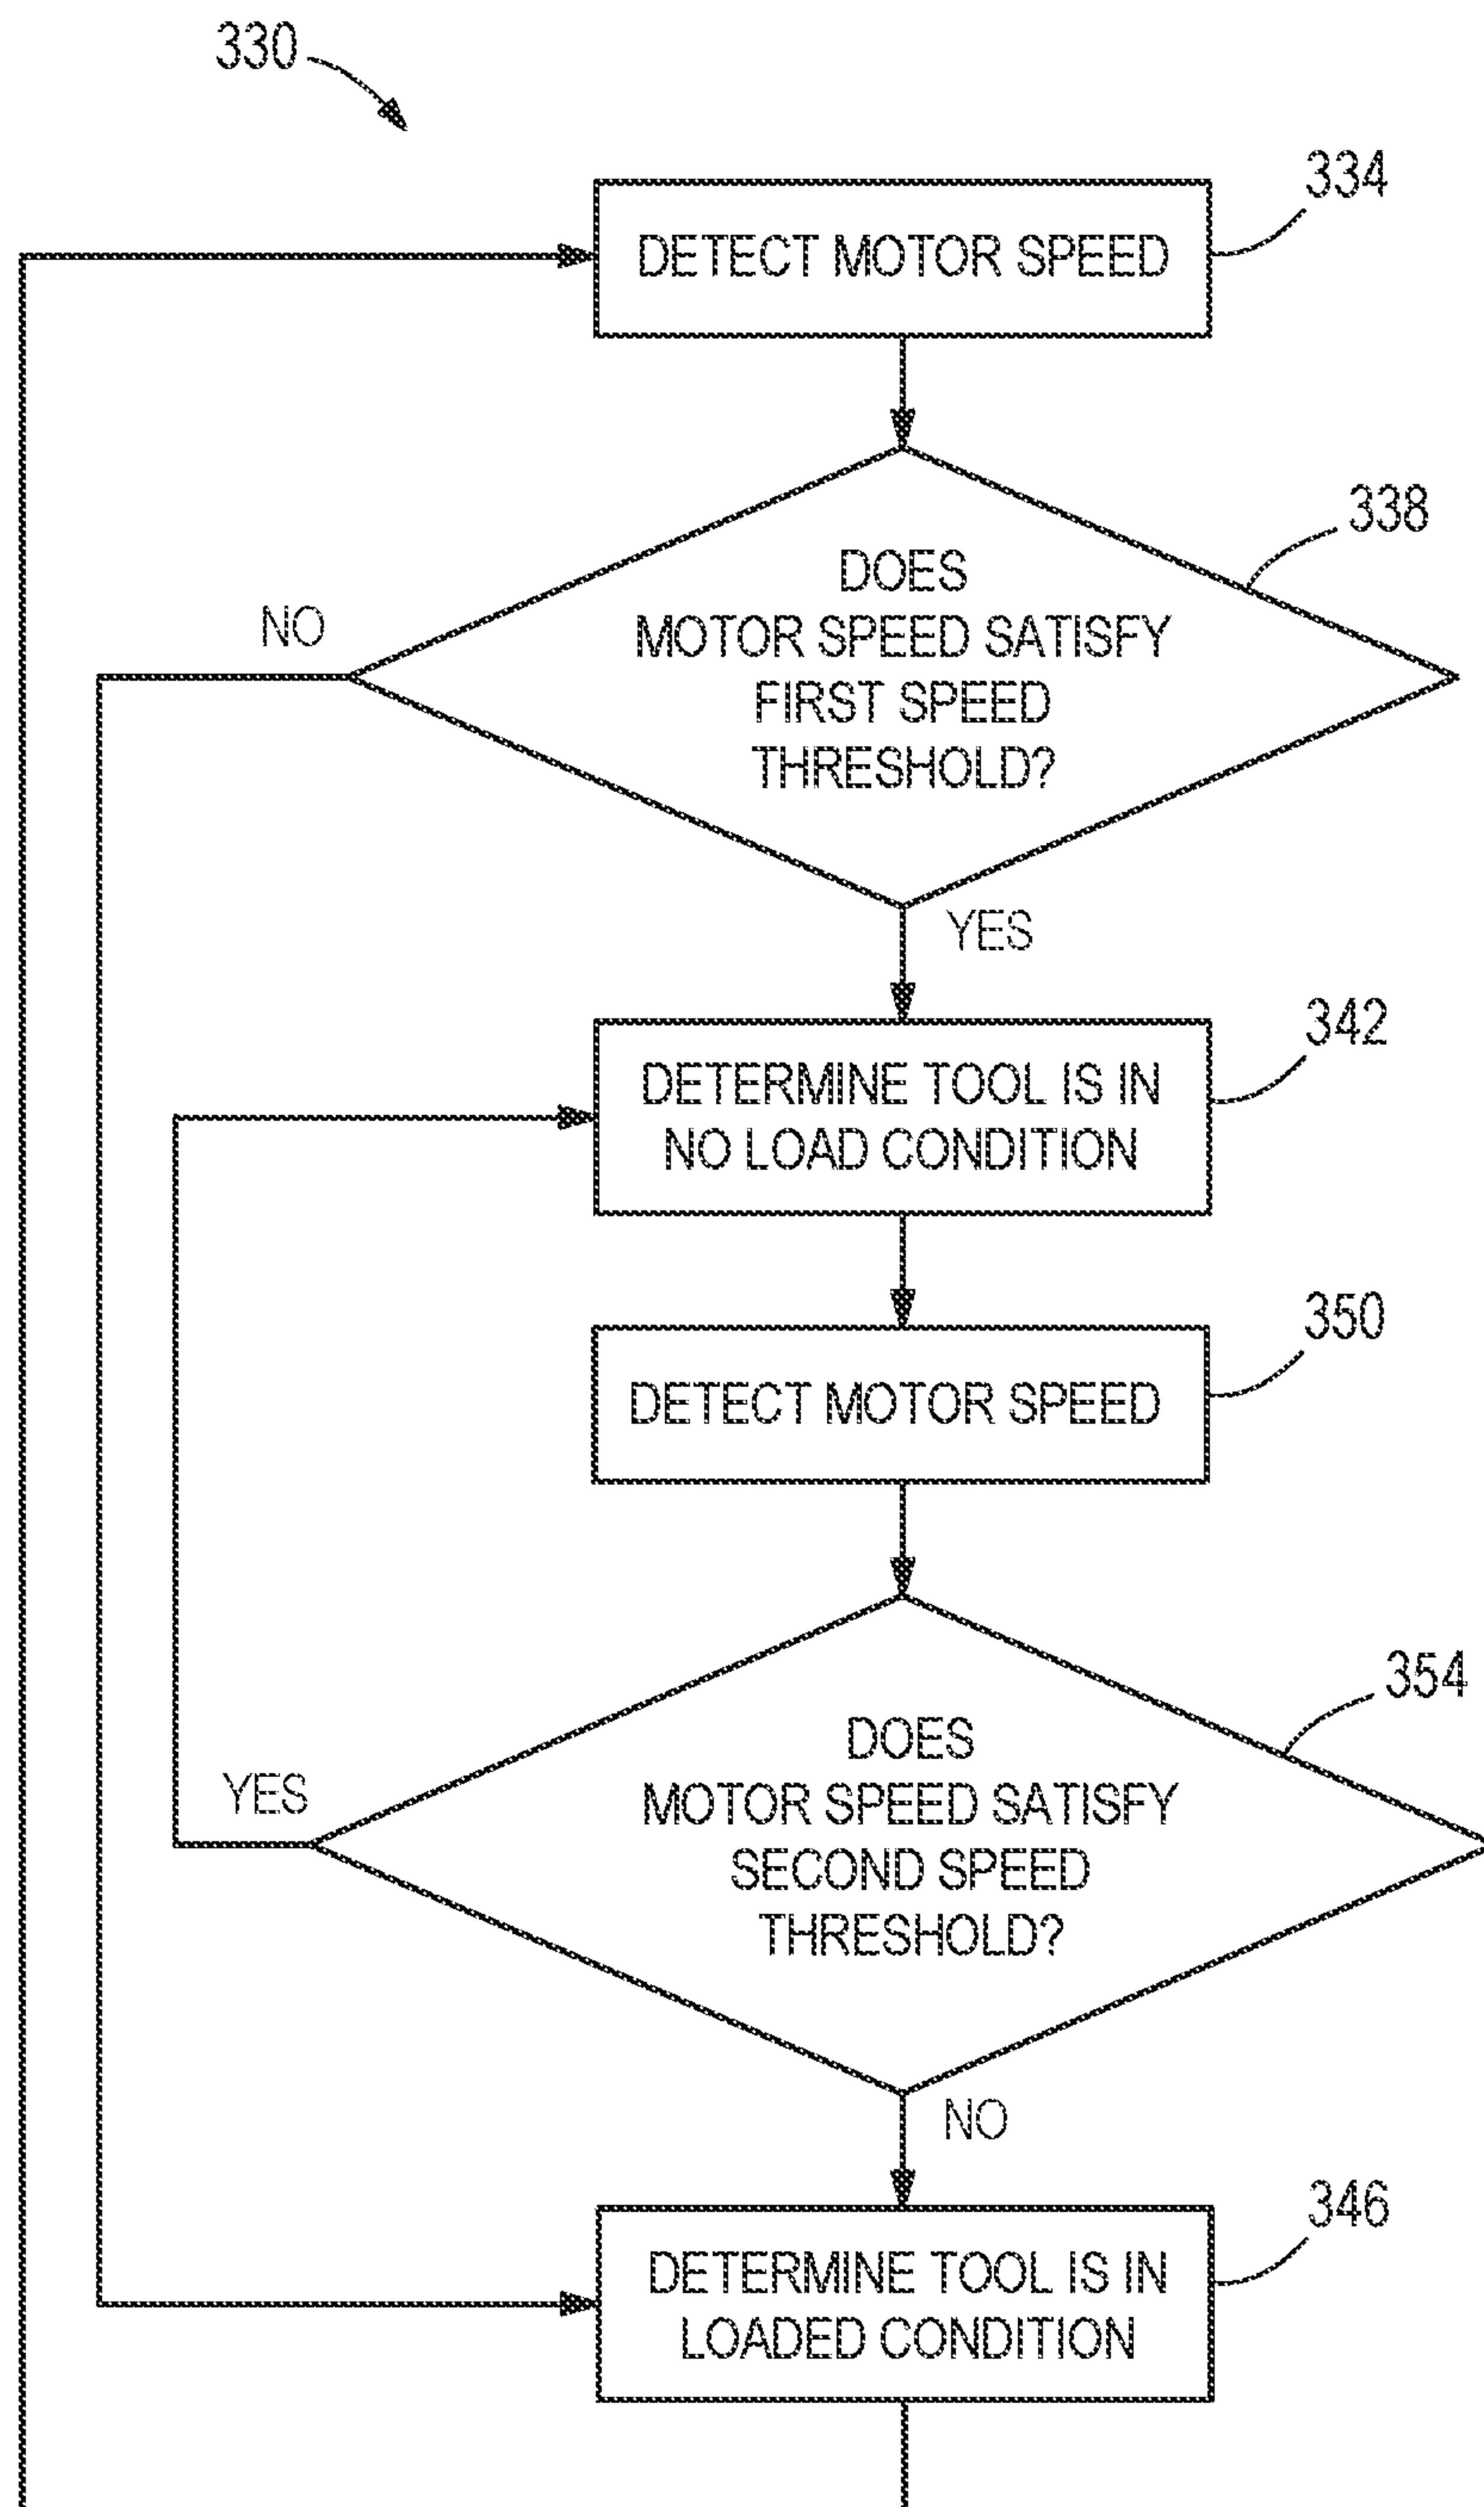 330
334
DETECT MOTOR SPEED
338
DOES
MOTOR SPEED SATISFY
FIRST SPEED
THRESHOLD?
NO
YES
342
DETERMINE TOOL IS IN
NO LOAD CONDITION
350
DETECT MOTOR SPEED
354
DOES
MOTOR SPEED SATISFY
SECOND SPEED
THRESHOLD?
YES
NO
346
DETERMINE TOOL IS IN
LOADED CONDITION